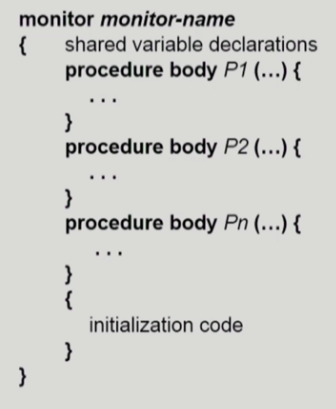 monitor monitor-name
{ shared variable declarations
procedure body P1 (...) {
...
}
procedure body P2 (...) {
...
}
procedure body Pn (...) {
...
}
{
initialization code
}
}